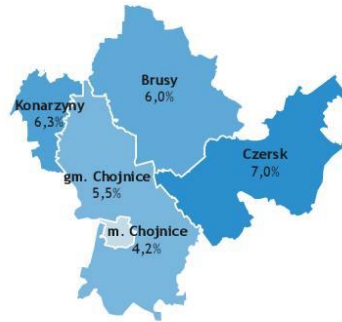 Brusy
6,0%
Konarzyny
6,3%
Czersk
7,0%
gm. Chojnice
5,5%
m. Chojnice
4,2%